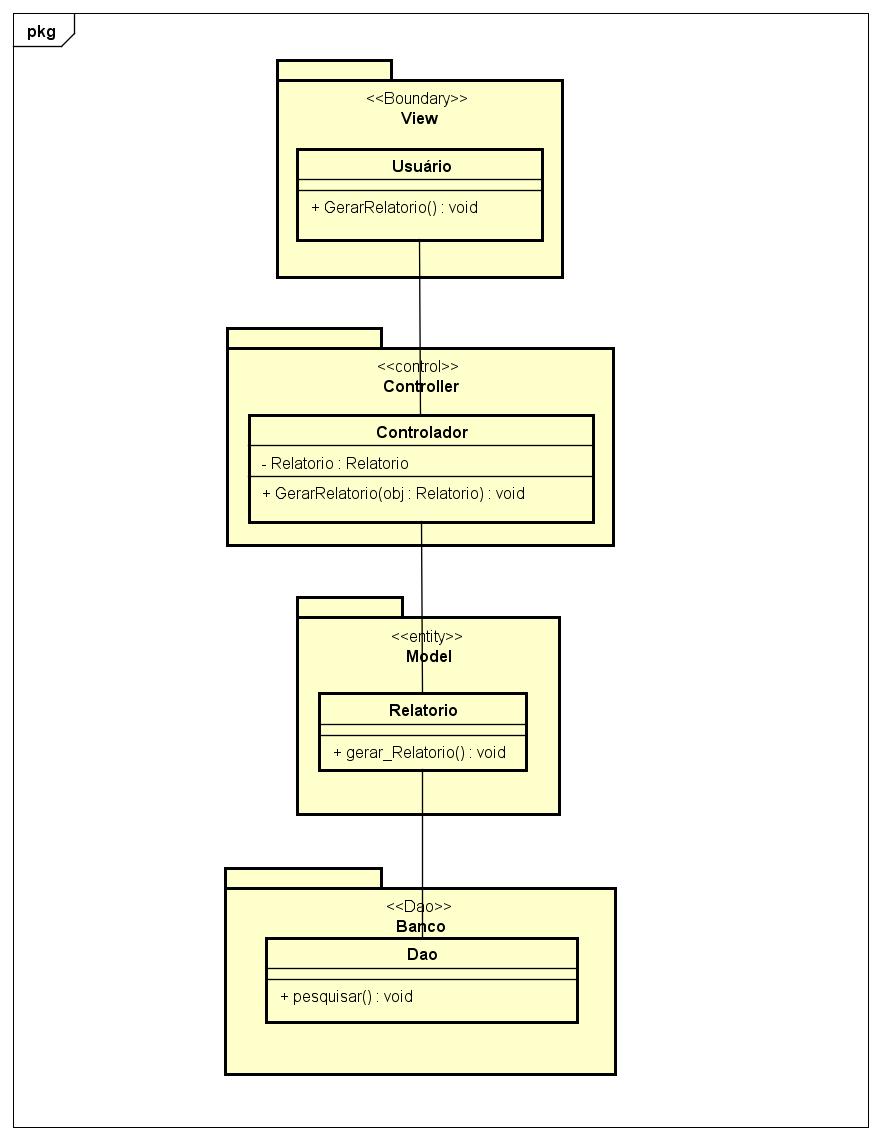 pkg
<<Boundary>>
View
Usuário
+ GerarRelatorio() : void
<<control>>
Controller
Controlador
- Relatorio : Relatorio
+ GerarRelatorio(obj : Relatorio) : void
<<entity>>
Model
Relatorio
+ gerar_Relatorio() : void
<<Dao>>
Banco
Dao
+ pesquisar() : void